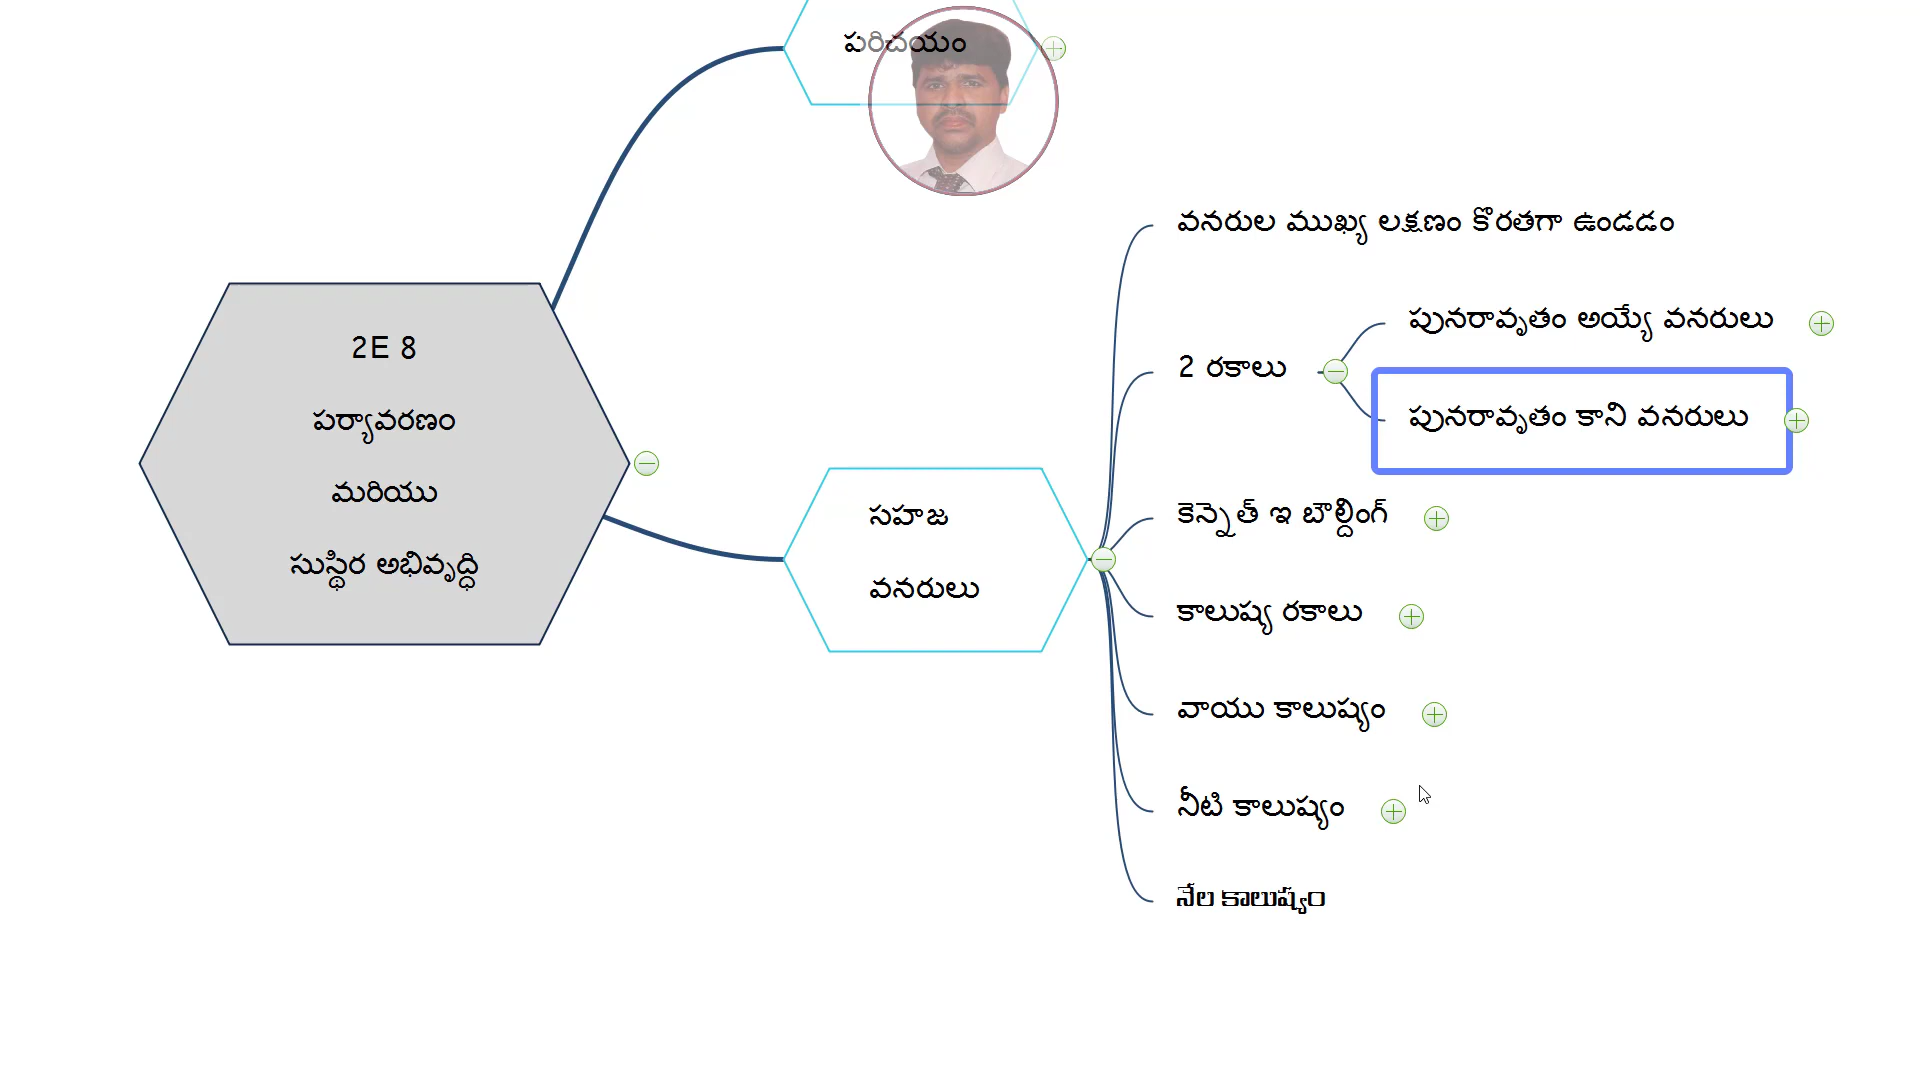 పరిచయం
2E 8
పర్యావరణం
మరియు
సుస్థిర అభివృద్ధి
సహజ
వనరులు
వనరుల ముఖ్య లక్షణం కొరతగా ఉండడం
2 రకాలు
పునరావృతం అయ్యే వనరులు
పునరావృతం కాని వనరులు
కెన్నెత్ ఇ బౌల్డింగ్
కాలుష్య రకాలు
వాయు కాలుష్యం
నీటి కాలుష్యం
నేల కాలుష్యం